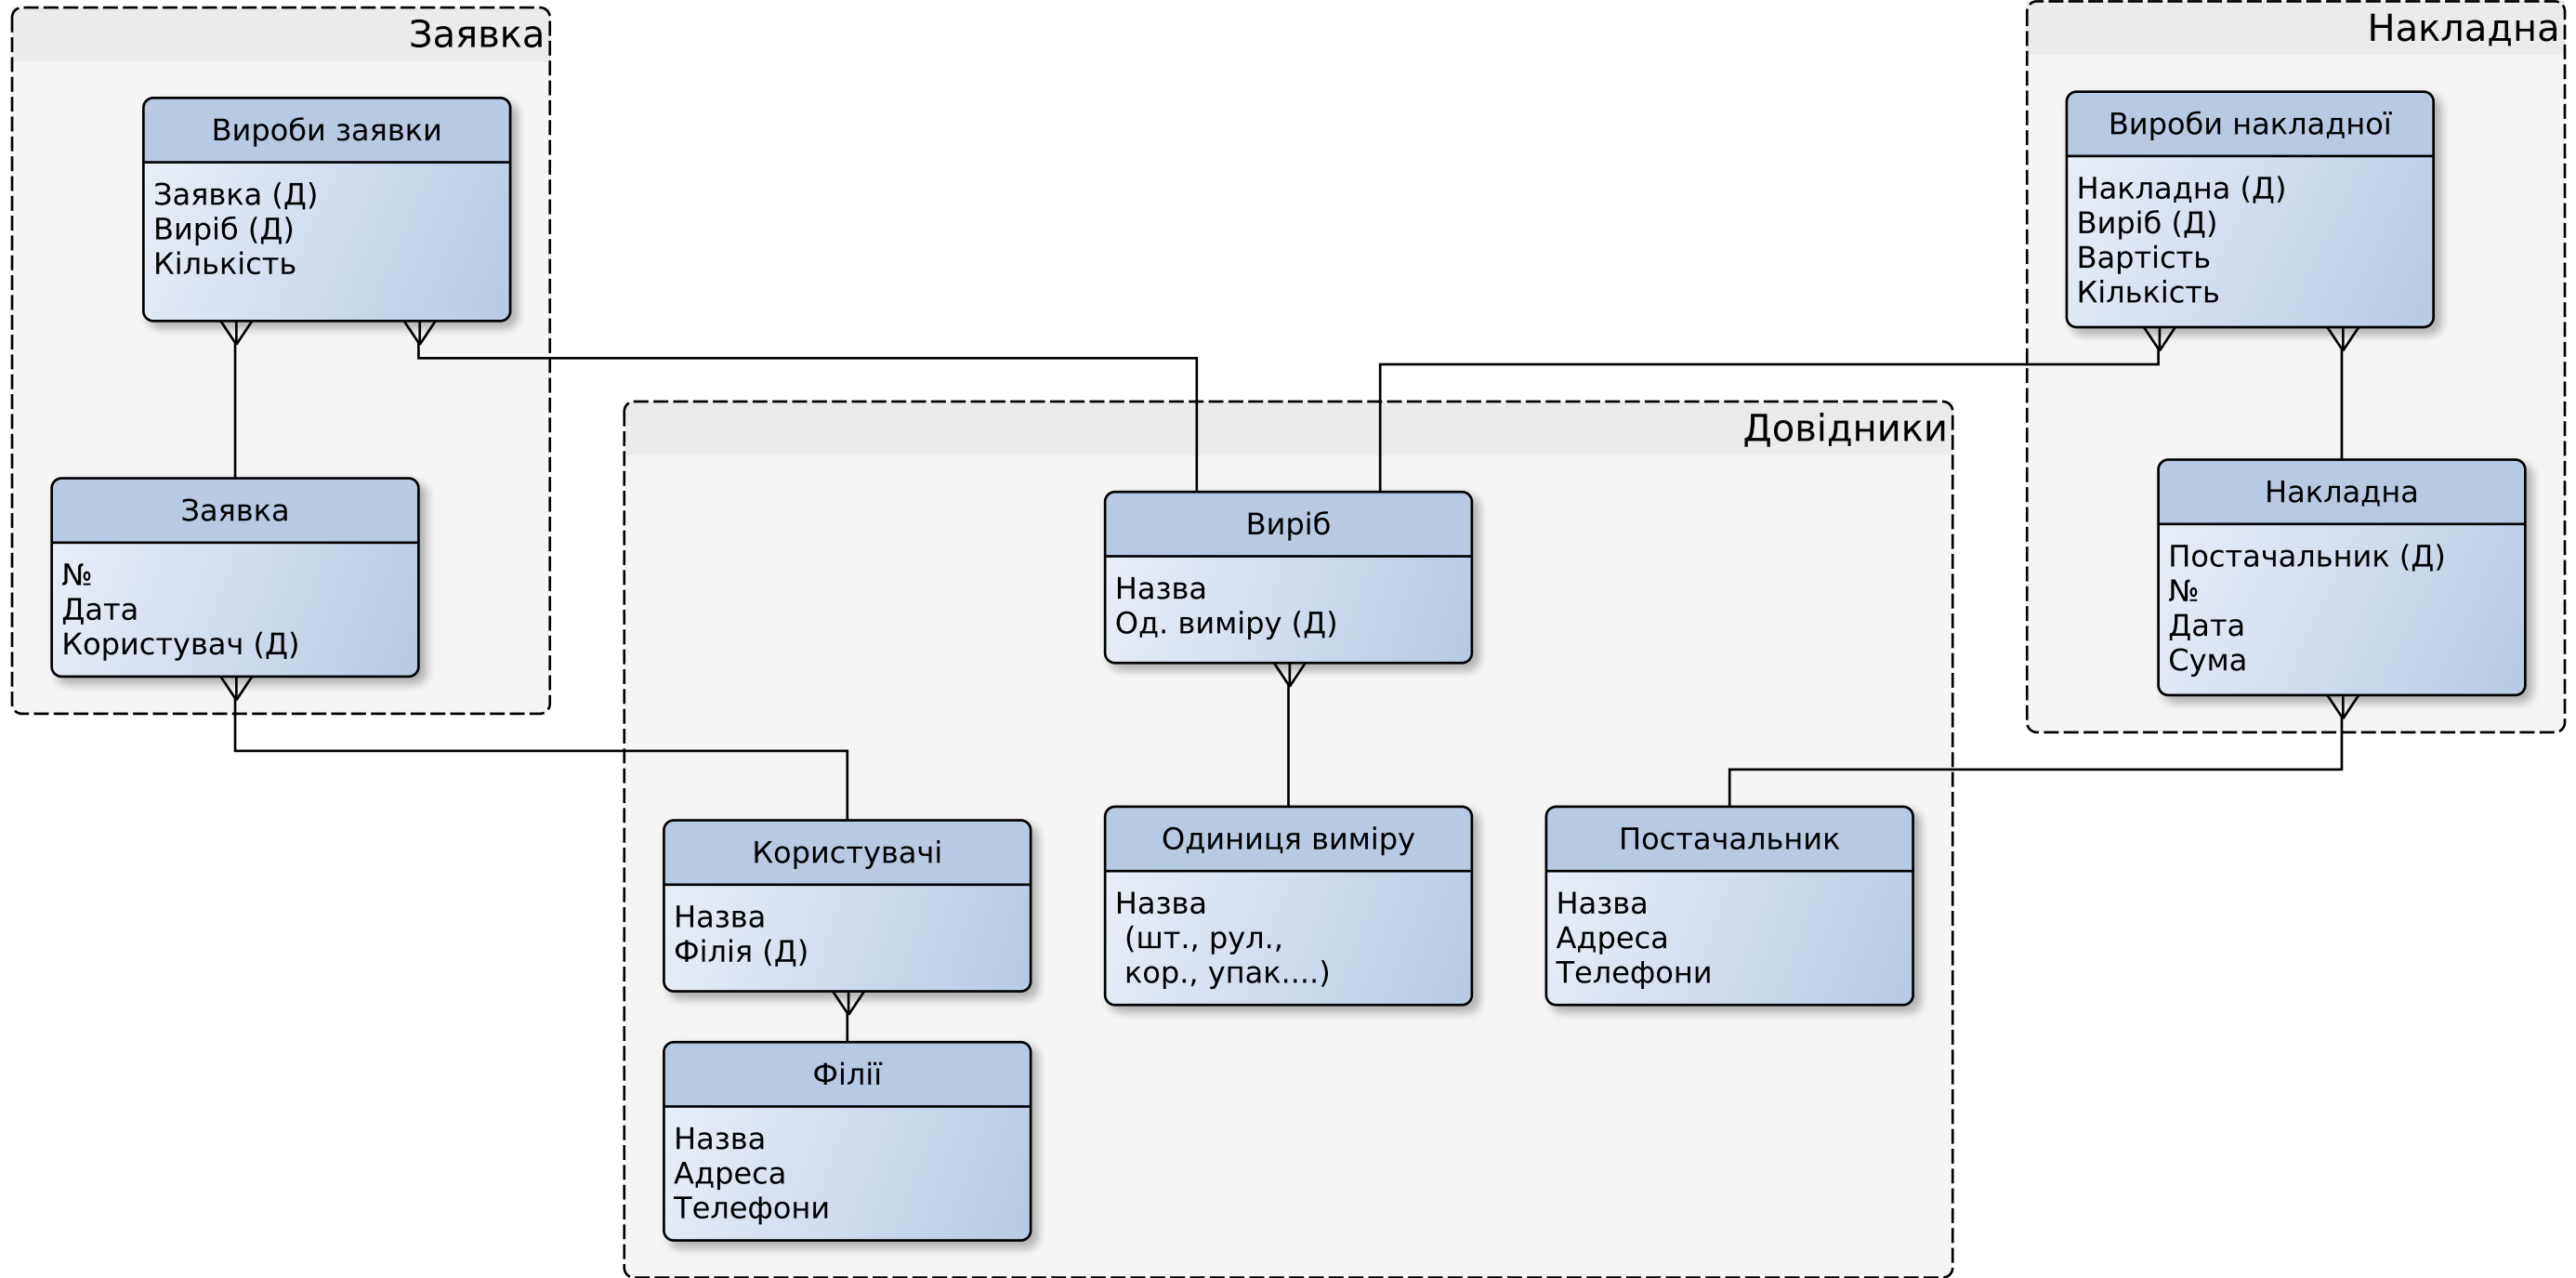 Заявка
Вироби заявки
Заявка (Д)
Виріб (Д)
Кількість
Заявка
№
Дата
Користувач (Д)
Довідники
Виріб
Назва
Од. виміру (Д)
Користувачі
Назва
Філія (Д)
Філії
Назва
Адреса
Телефони
Одиниця виміру
Назва
(шт., рул.,
кор., упак....)
Постачальник
Назва
Адреса
Телефони
Накладна
Вироби накладної
Накладна (Д)
Виріб (Д)
Вартість
Кількість
Накладна
Постачальник (Д)
№
Дата
Сума